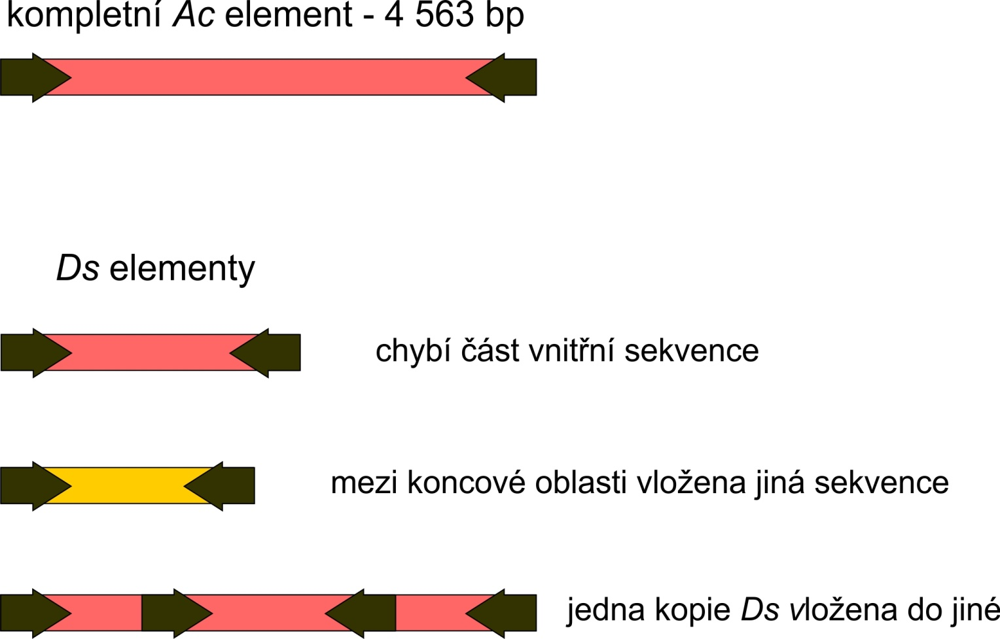 kompletní Ac element - 4 563 bp
Ds elementy
chybí část vnitřní sekvence
mezi koncové oblasti vložena jiná sekvence
jedna kopie Ds vložena do jiné